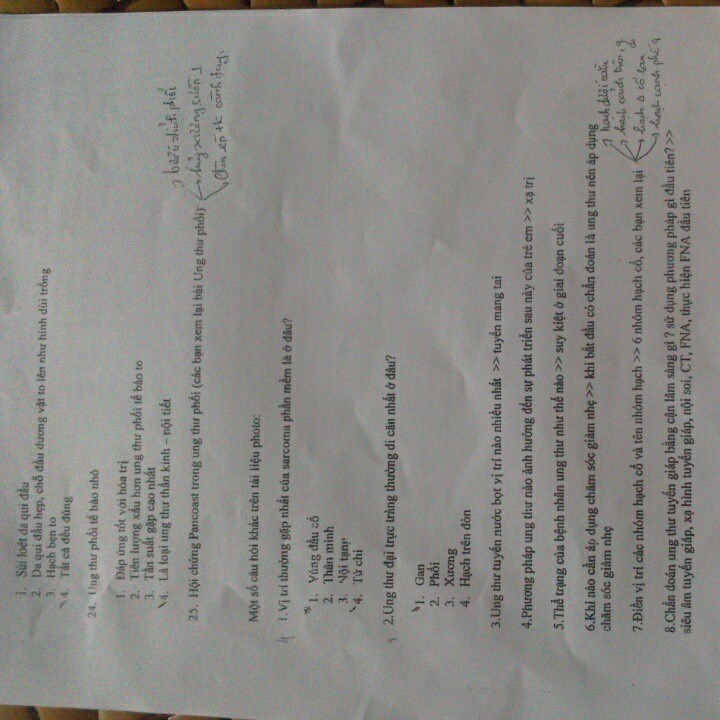 1. Sùi loét da qui đầu
2. Da qui đầu hẹp, chỗ đầu dương vật to lên như hình dùi trống
3. Hạch bẹn to
4. Tất cả đều đúng
24. Ung thư phổi tế bào nhỏ
1. Đáp ứng tốt với hóa trị
2. Tiên lượng xấu hơn ung thư phổi tế bào to
3. Tần suất gặp cao nhất
4. Là loại ung thư thần kinh – nội tiết
25. Hội chứng Pancoast trong ung thư phổi (các bạn xem lại bài Ung thư phổi)
bướu đỉnh phổi
hủy xương sườn 1
chèn ép tk cánh tay.
Một số câu hỏi khác trên tài liệu photo:
1.Vị trí thường gặp nhất của sarcoma phần mềm là ở đâu?
1. Vùng đầu cổ
2. Thân mình
3. Nội tạng
4. Tứ chi
2.Ung thư đại trực tràng thường di căn nhất ở đâu?
1. Gan
2. Phổi
3. Xương
4. Hạch trên đòn
3.Ung thư tuyến nước bọt vị trí nào nhiều nhất >> tuyến mang tai
4.Phương pháp ung thư nào ảnh hưởng đến sự phát triển sau này của trẻ em >> xạ trị
5.Thể trạng của bệnh nhân ung thư như thế nào >> suy kiệt ở giai đoạn cuối
6.Khi nào cần áp dụng chăm sóc giảm nhẹ >> khi bắt đầu có chẩn đoán là ung thư nên áp dụng
chăm sóc giảm nhẹ
7.Điền vị trí các nhóm hạch cổ và tên nhóm hạch >> 6 nhóm hạch cổ, các bạn xem lại
hạch dưới cằm
hạch cảnh trên, g
8.Chẩn đoán ung thư tuyến giáp bằng cận lâm sàng gì ? sử dụng phương pháp gì đầu tiên? >>
siêu âm tuyến giáp, xạ hình tuyến giáp, nội soi, CT, FNA, thực hiện FNA đầu tiên